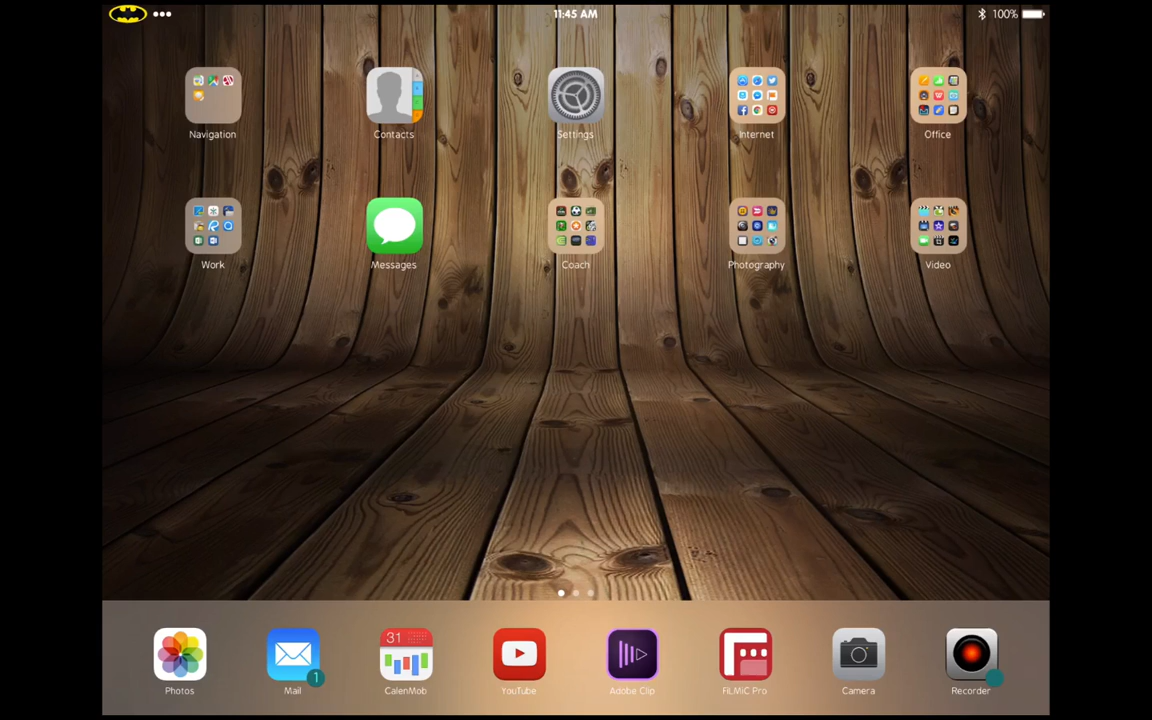 11:45 AM
100%
Navigation
Contacts
Settings
Internet
Office
Work
Messages
Coach
Photography
Video
31
1
Photos
Mail
CalenMob
YouTube
Adobe Clip
FiLMiC Pro
Camera
Recorder